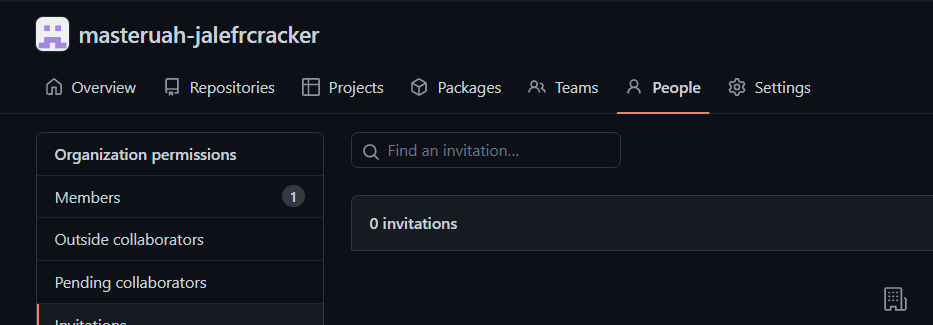 masteruah-jalefrcracker
Overview Repositories Projects Packages Teams People Settings
Organization permissions
Members 1
Outside collaborators
Pending collaborators
Invitations
Find an invitation...
0 invitations